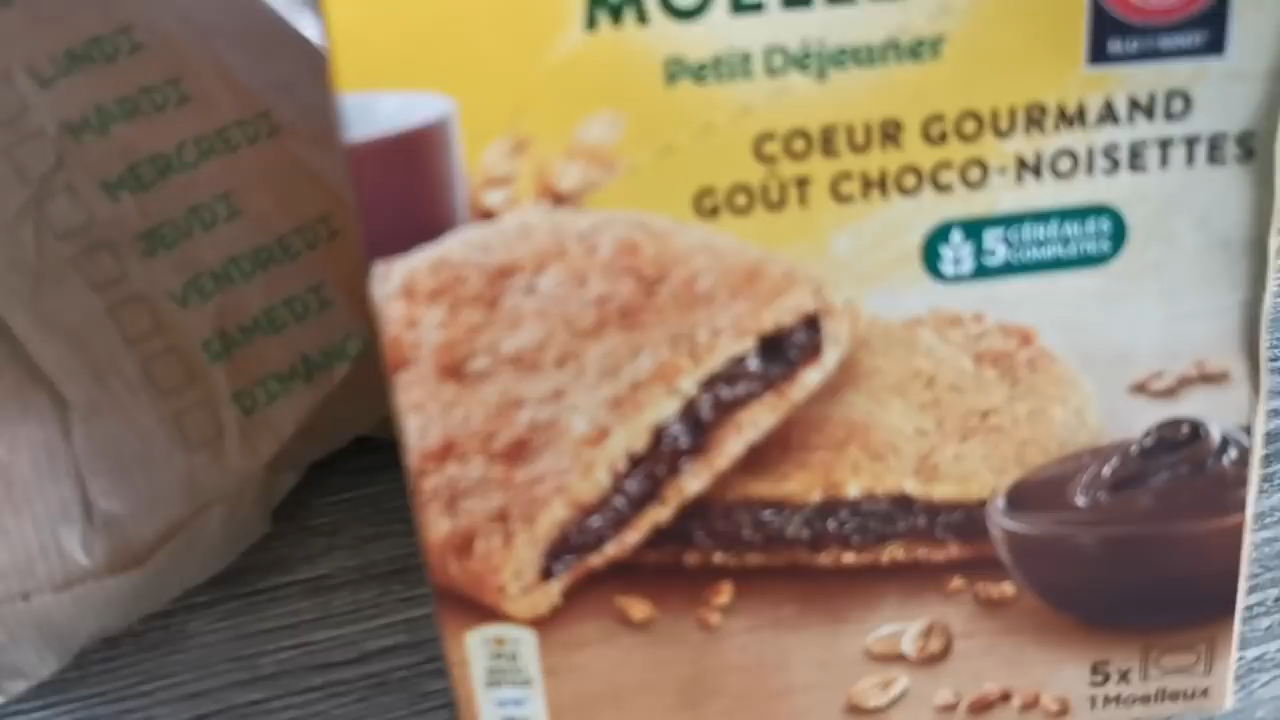 LUNDI
MARDI
MERCREDI
JEUDI
VENDREDI
SAMEDI
Petit Déjeuner
COEUR GOURMAND
GOÛT CHOCO-NOISETTES
5 CÉRÉALES
COMPLÈTES
5x
1 Moelleux